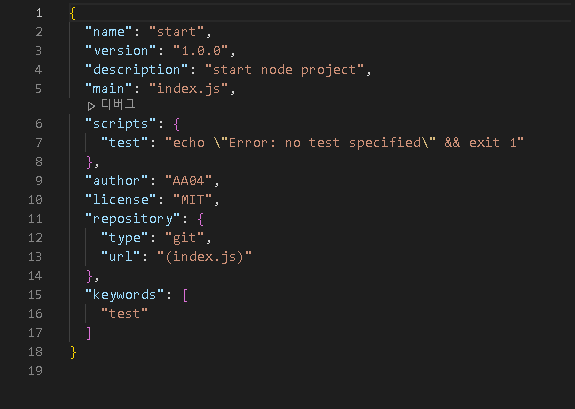 1 {
2 "name": "start",
3 "version": "1.0.0",
4 "description": "start node project",
5 "main": "index.js",
▷ 디버그
6 "scripts": {
7 "test": "echo \"Error: no test specified\" && exit 1"
8 },
9 "author": "AA04",
10 "license": "MIT",
11 "repository": {
12 "type": "git",
13 "url": "(index.js)"
14 },
15 "keywords": [
16 "test"
17 ]
18 }
19